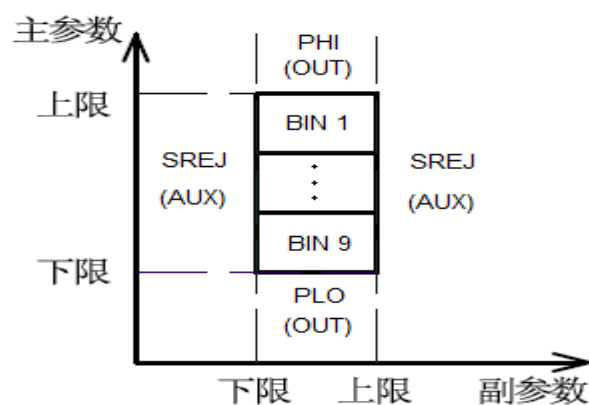 主参数
PHI
(OUT)
上限
BIN 1
SREJ
(AUX)
SREJ
(AUX)
BIN 9
下限
PLO
(OUT)
下限
上限
副参数